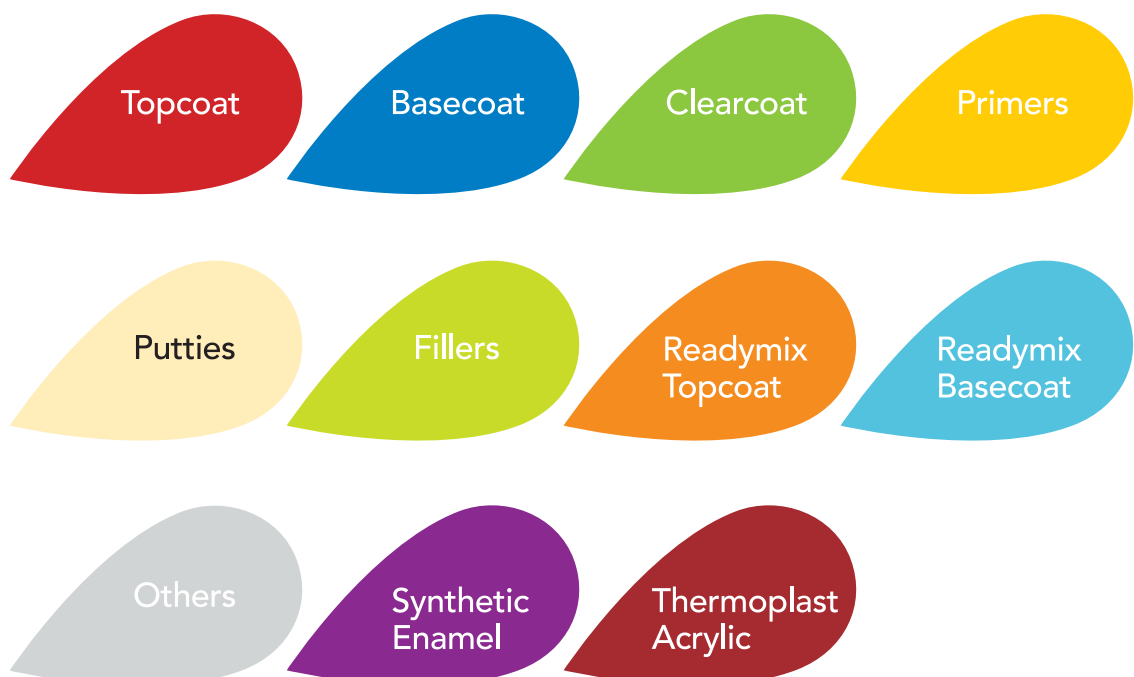 Topcoat
Basecoat
Clearcoat
Primers
Putties
Fillers
Readymix
Topcoat
Readymix
Basecoat
Others
Synthetic
Enamel
Thermoplast
Acrylic